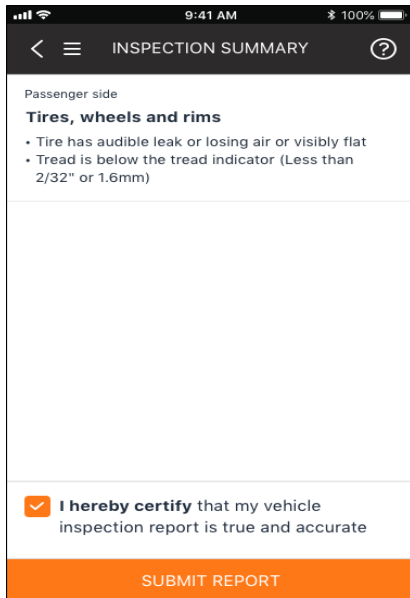 9:41 AM
100%
INSPECTION SUMMARY
?
Passenger side
Tires, wheels and rims
• Tire has audible leak or losing air or visibly flat
• Tread is below the tread indicator (Less than
2/32" or 1.6mm)
I hereby certify that my vehicle
inspection report is true and accurate
SUBMIT REPORT